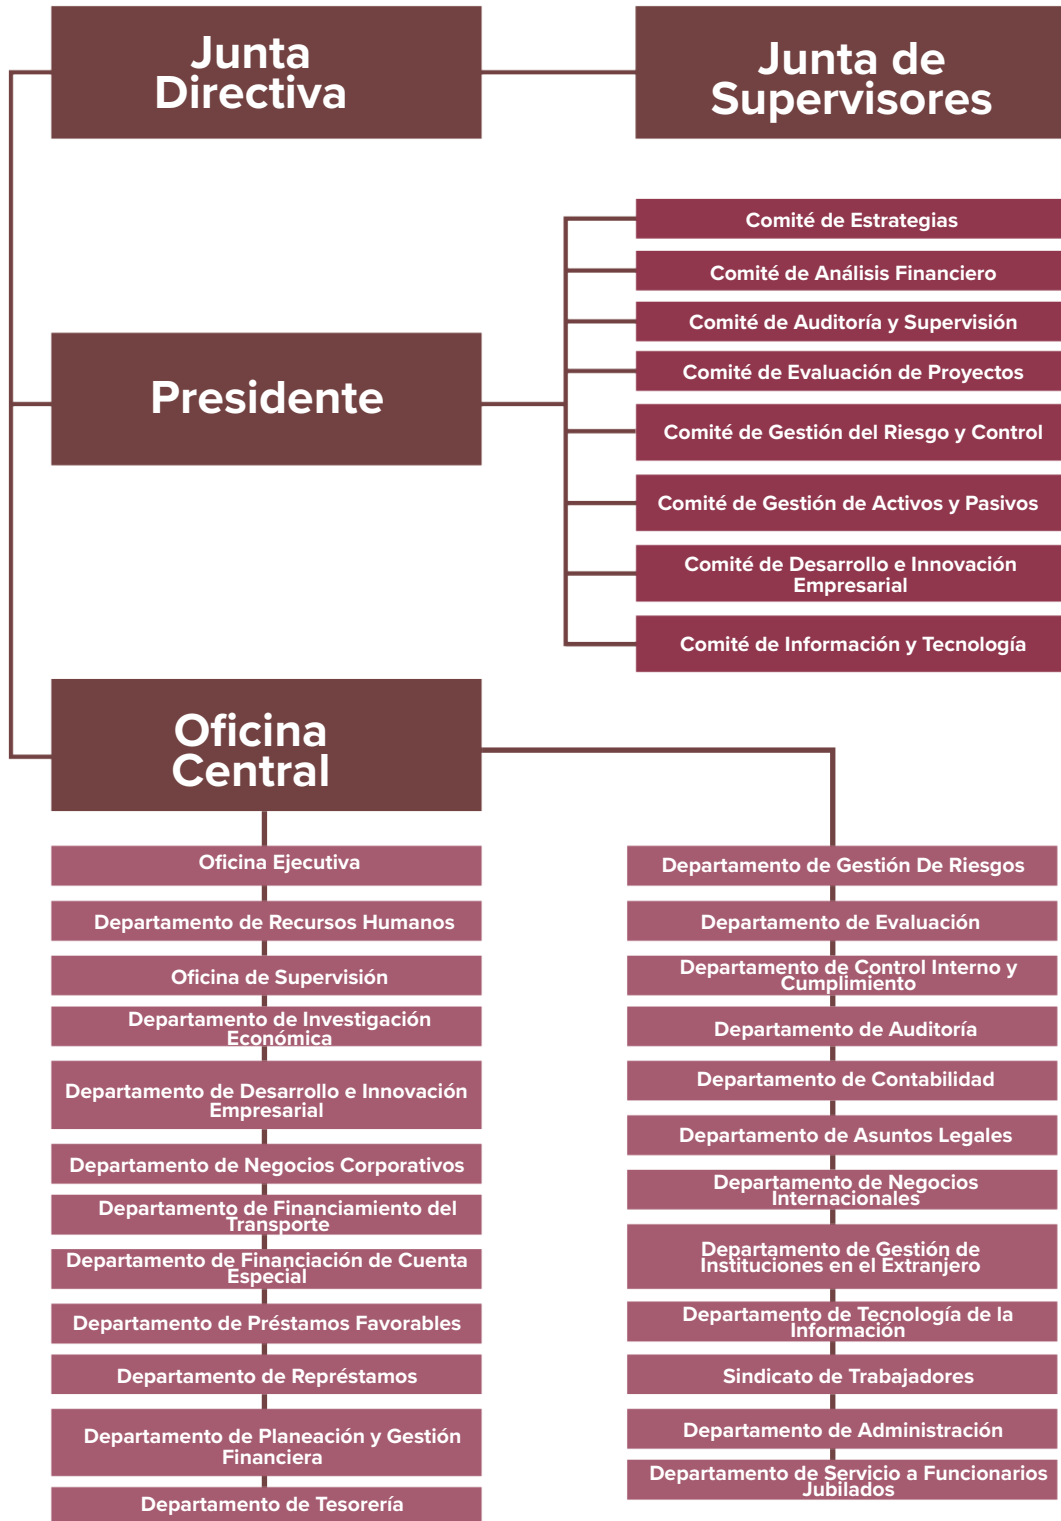 Junta
Directiva
Junta de
Supervisores
Comité de Estrategias
Comité de Análisis Financiero
Comité de Auditoría y Supervisión
Comité de Evaluación de Proyectos
Comité de Gestión del Riesgo y Control
Comité de Gestión de Activos y Pasivos
Comité de Desarrollo e Innovación
Empresarial
Comité de Información y Tecnología
Presidente
Oficina
Central
Oficina Ejecutiva
Departamento de Recursos Humanos
Oficina de Supervisión
Departamento de Investigación
Económica
Departamento de Desarrollo e Innovación
Empresarial
Departamento de Negocios Corporativos
Departamento de Financiamiento del
Transporte
Departamento de Financiación de Cuenta
Especial
Departamento de Préstamos Favorables
Departamento de Représtamos
Departamento de Planeación y Gestión
Financiera
Departamento de Tesorería
Departamento de Gestión De Riesgos
Departamento de Evaluación
Departamento de Control Interno y
Cumplimiento
Departamento de Auditoría
Departamento de Contabilidad
Departamento de Asuntos Legales
Departamento de Negocios
Internacionales
Departamento de Gestión de
Instituciones en el Extranjero
Departamento de Tecnología de la
Información
Sindicato de Trabajadores
Departamento de Administración
Departamento de Servicio a Funcionarios
Jubilados